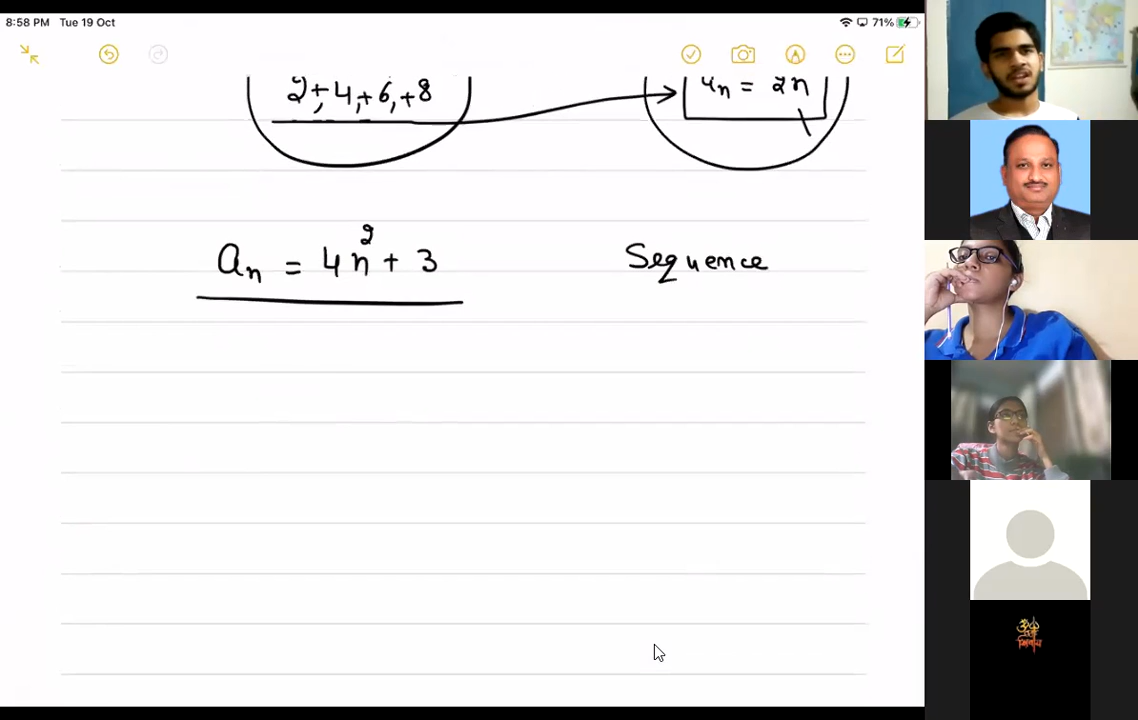 8:58 PM Tue 19 Oct
71%
2+, 4,+ 6,+8
aₙ = 2n
aₙ = 4n² + 3
Sequence
ॐ